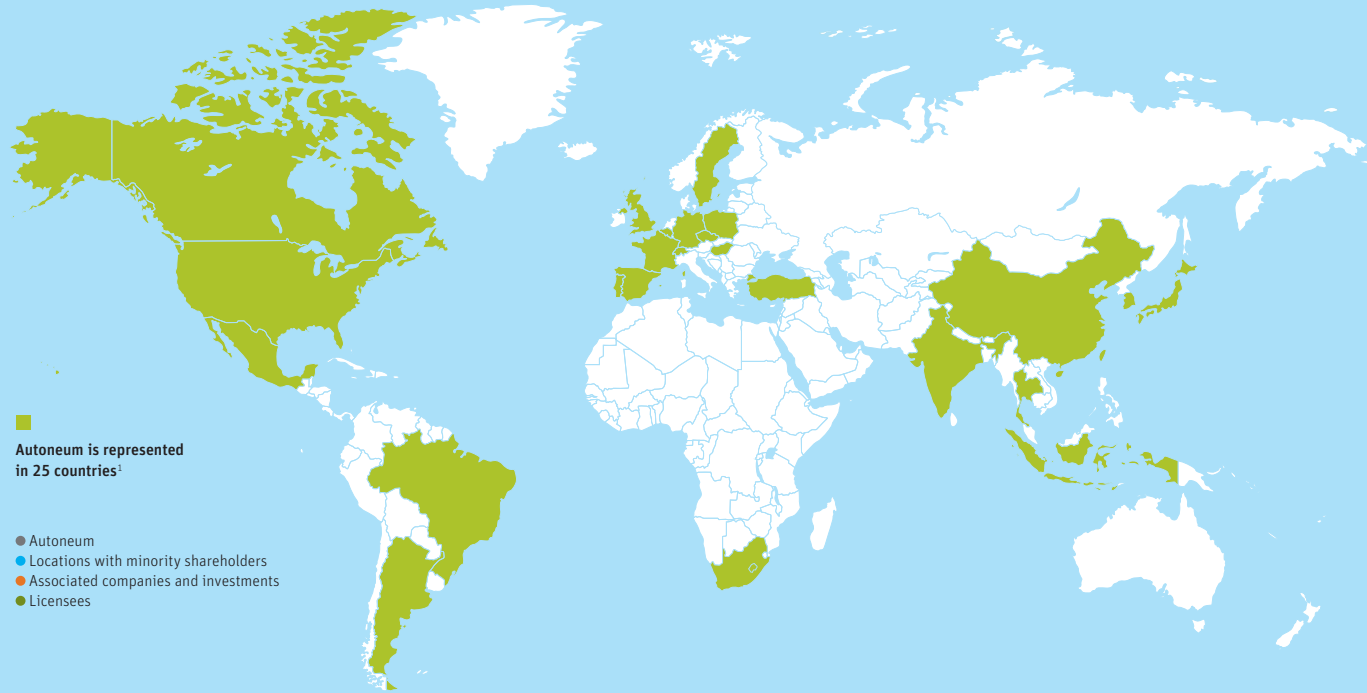 Autoneum is represented
in 25 countries¹
Autoneum
Locations with minority shareholders
Associated companies and investments
Licensees